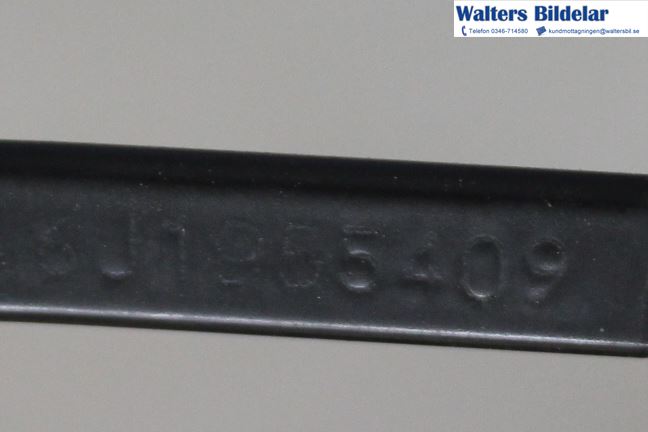 Walters Bildelar
Telefon 0346-714580 kundmottagningen@waltersbil.se
6J1955409